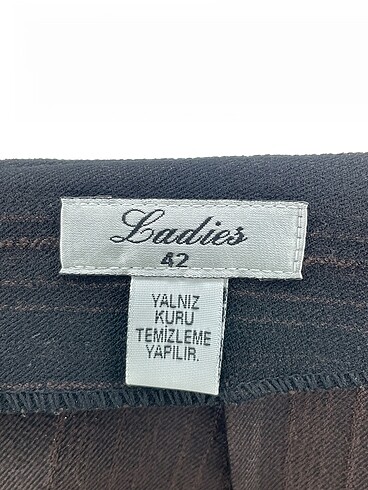 Ladies
42
YALNIZ
KURU
TEMİZLEME
YAPILIR.